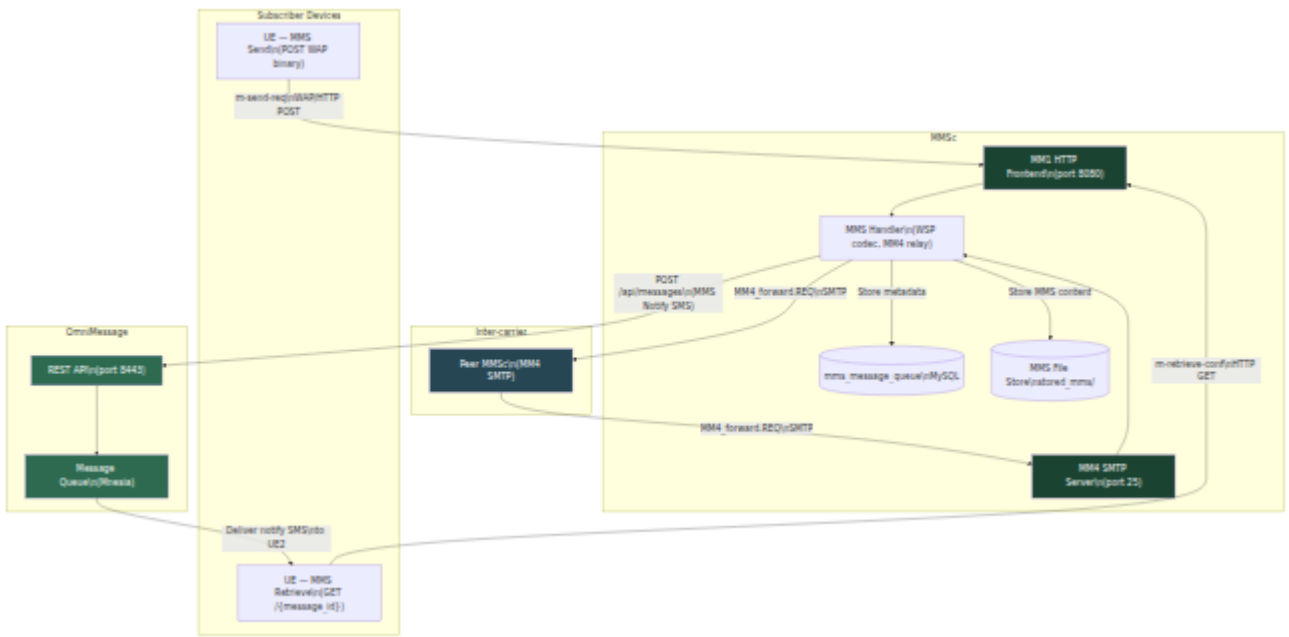 Subscriber Devices
UE — MMS
Send\n(POST WAP
binary)
m-send-req\nWAP/HTTP
POST
MMSc
MM1 HTTP
Frontend\n(port 8080)
MMS Handler\n(WSP
codec, MM4 relay)
POST
/api/messages\n(MMS
Notify SMS)
MM4_forward.REQ\nSMTP
Store metadata
Store MMS content
OmniMessage
REST API\n(port 8443)
Inter-carrier
Peer MMSc\n(MM4
SMTP)
mms_message_queue\nMySQL
MMS File
Store\nstored_mms/
m-retrieve-conf\nHTTP
GET
MM4_forward.REQ\nSMTP
Message
Queue\n(Mnesia)
MM4 SMTP
Server\n(port 25)
Deliver notify SMS\nto
UE2
UE — MMS
Retrieve\n(GET
/{message_id})